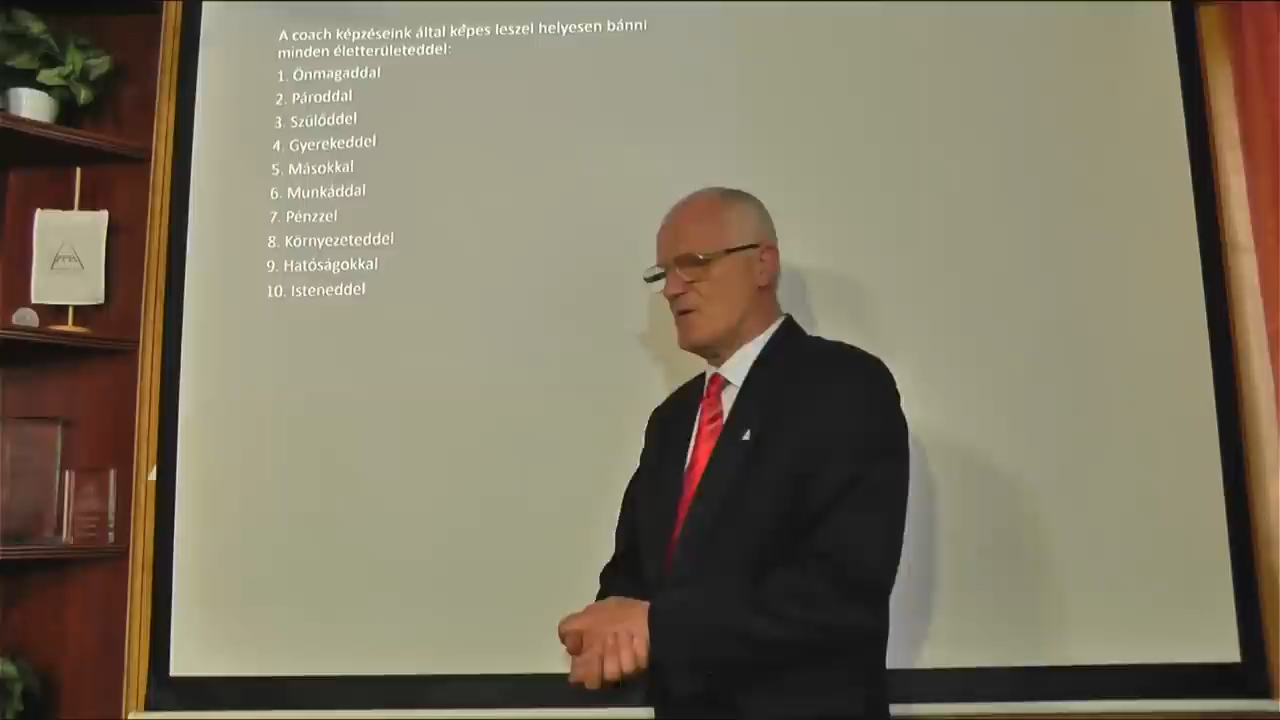 A coach képzéseink által képes leszel helyesen bánni
minden életterületeddel:
1. Önmagaddal
2. Pároddal
3. Szülőddel
4. Gyerekeddel
5. Másokkal
6. Munkáddal
7. Pénzzel
8. Környezeteddel
9. Hatóságokkal
10. Isteneddel